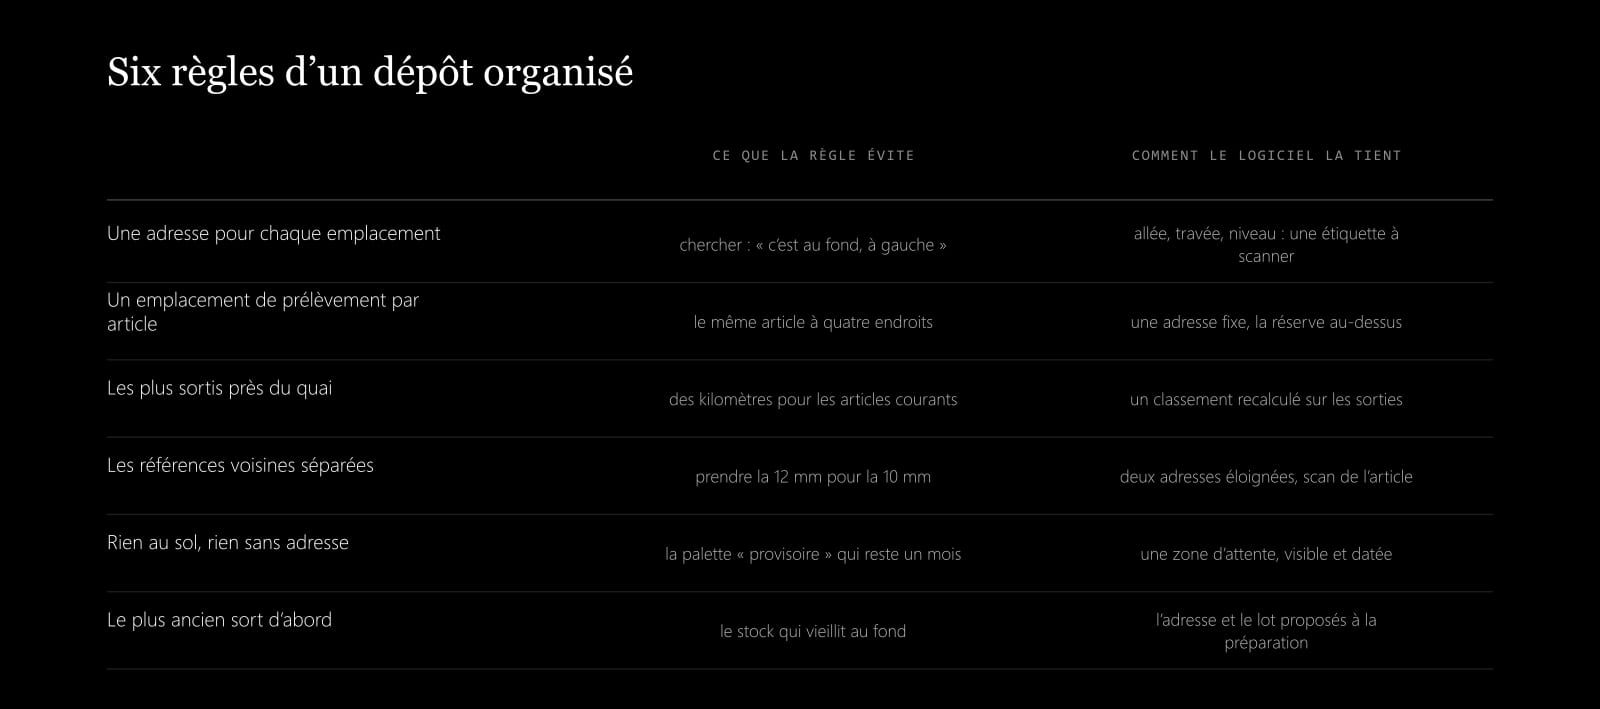 Six règles d’un dépôt organisé
CE QUE LA RÈGLE ÉVITE
COMMENT LE LOGICIEL LA TIENT
Une adresse pour chaque emplacement
chercher : « c’est au fond, à gauche »
allée, travée, niveau : une étiquette à
scanner
Un emplacement de prélèvement par
article
le même article à quatre endroits
une adresse fixe, la réserve au-dessus
Les plus sortis près du quai
des kilomètres pour les articles courants
un classement recalculé sur les sorties
Les références voisines séparées
prendre la 12 mm pour la 10 mm
deux adresses éloignées, scan de l’article
Rien au sol, rien sans adresse
la palette « provisoire » qui reste un mois
une zone d’attente, visible et datée
Le plus ancien sort d’abord
le stock qui vieillit au fond
l’adresse et le lot proposés à la
préparation